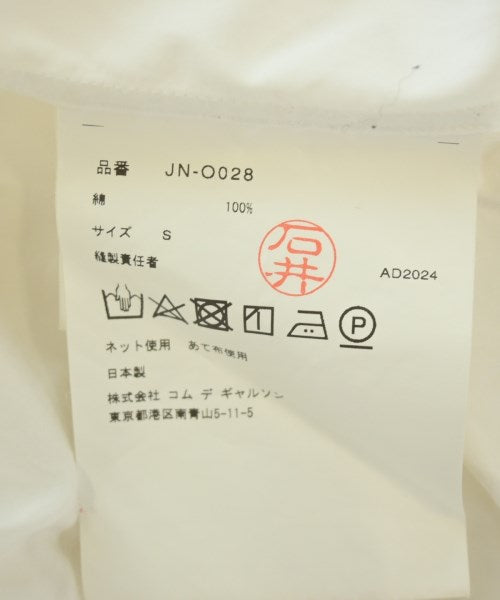 品番 JN-O028
綿 100%
サイズ S
縫製責任者
石井
AD2024
P
ネット使用 あて布使用
日本製
株式会社 コム デ ギャルソン
東京都港区南青山5-11-5